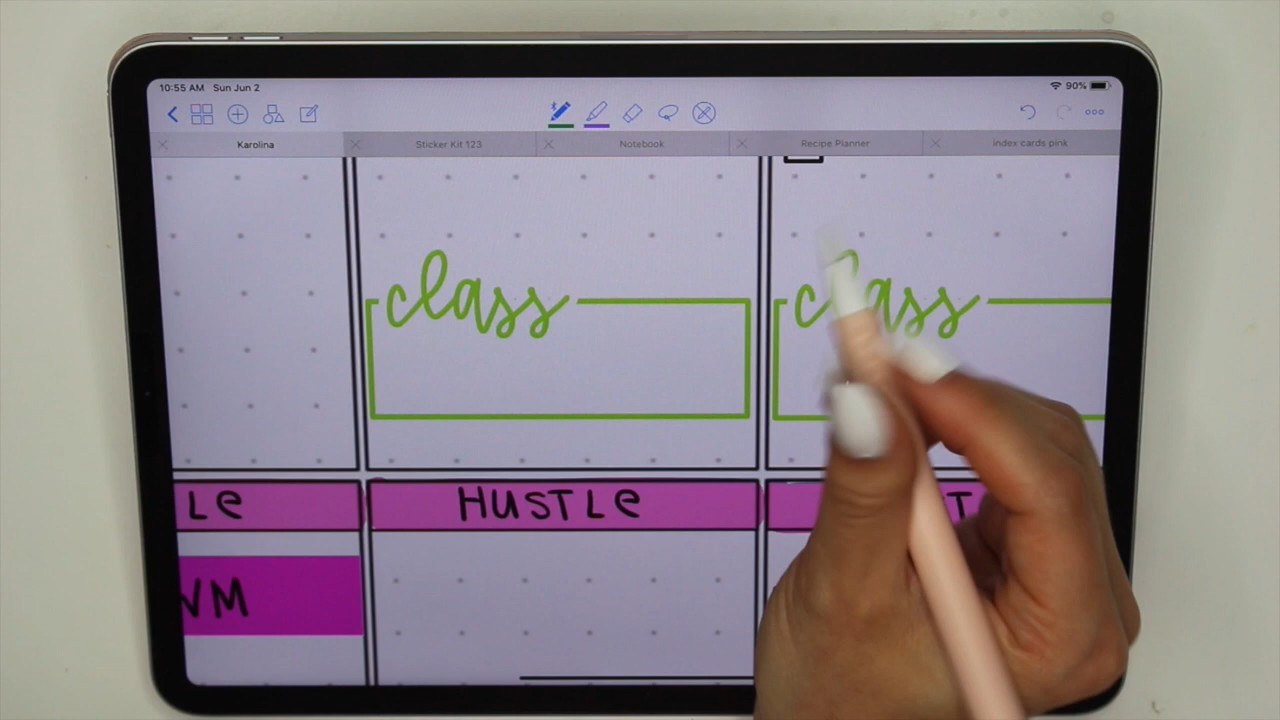 10:55 AM Sun Jun 2 90%
Karolina Sticker Kit 123 Notebook Recipe Planner index cards pink
class class
LE HUSTLE T
WM